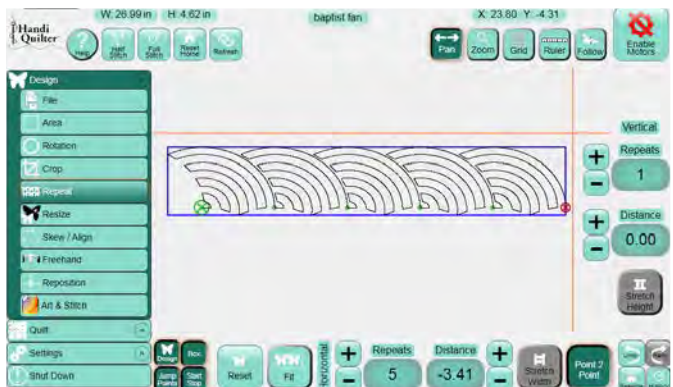 W: 26.99 in H: 4.62 in
baptist fan
X: 23.80 Y: -4.31
Handi
Quilter
Help
Half
Stitch
Full
Stitch
Reset
Home
Refresh
Pan
Zoom
Grid
Ruler
Follow
Enable
Motors
Design
File
Area
Rotation
Crop
Repeat
Resize
Skew / Align
Freehand
Reposition
Art & Stitch
Quilt
Settings
Shut Down
Vertical
Repeats
1
Distance
0.00
Stretch
Height
Design
Box
Jump
Points
Start
Stop
Reset
Fit
Horizontal
Repeats
5
Distance
-3.41
Stretch
Width
Point 2
Point